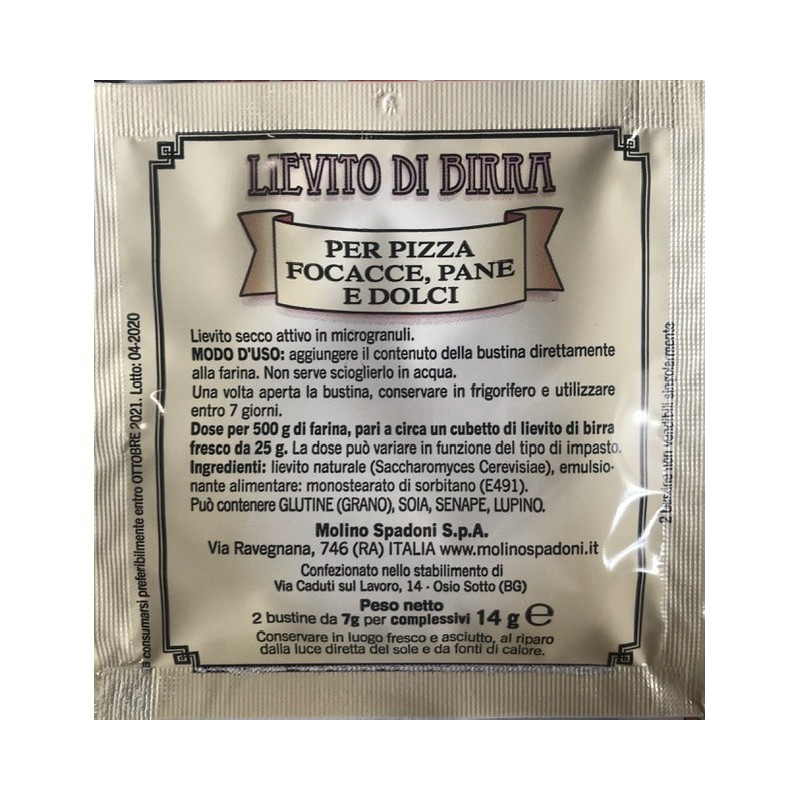 LIEVITO DI BIRRA
PER PIZZA
FOCACCE, PANE
E DOLCI
Lievito secco attivo in microgranuli.
MODO D'USO: aggiungere il contenuto della bustina direttamente
alla farina. Non serve scioglierlo in acqua.
Una volta aperta la bustina, conservare in frigorifero e utilizzare
entro 7 giorni.
Dose per 500 g di farina, pari a circa un cubetto di lievito di birra
fresco da 25 g. La dose può variare in funzione del tipo di impasto.
Ingredienti: lievito naturale (Saccharomyces Cerevisiae), emulsio-
nante alimentare: monostearato di sorbitano (E491).
Può contenere GLUTINE (GRANO), SOIA, SENAPE, LUPINO.
Molino Spadoni S.p.A.
Via Ravegnana, 746 (RA) ITALIA www.molinospadoni.it
Confezionato nello stabilimento di
Via Caduti sul Lavoro, 14 - Osio Sotto (BG)
Peso netto
2 bustine da 7g per complessivi 14 g e
Conservare in luogo fresco e asciutto, al riparo
dalla luce diretta del sole e da fonti di calore.
a consumarsi preferibilmente entro OTTOBRE 2021. Lotto: 04-2020
2 bustine non vendibili singolarmente